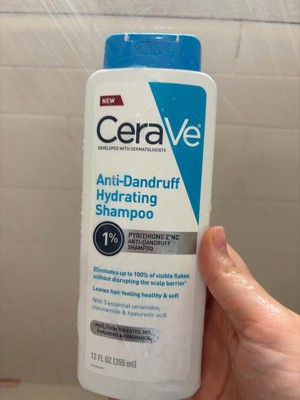 NEW
CeraVe
DEVELOPED WITH DERMATOLOGISTS
Anti-Dandruff
Hydrating
Shampoo
1%
PYRITHIONE ZINC
ANTI-DANDRUFF
SHAMPOO
Eliminates up to 100% of visible flakes
without disrupting the scalp barrier
Leaves hair feeling healthy & soft
With 3 essential ceramides,
niacinamide & hyaluronic acid
PARABENS & FRAGRANCE
12 FL OZ (355 ml)